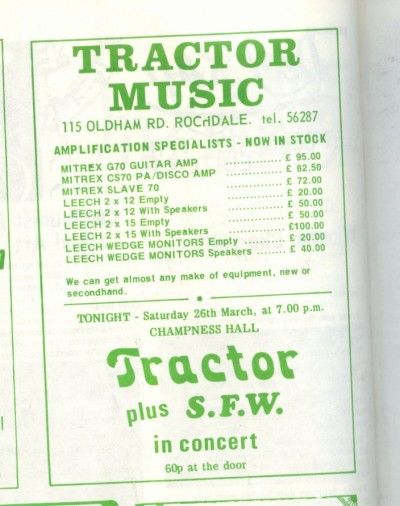 TRACTOR
MUSIC
115 OLDHAM RD. ROCHDALE. tel. 56287
AMPLIFICATION SPECIALISTS - NOW IN STOCK
MITREX G70 GUITAR AMP .............. £ 95.00
MITREX CS70 PA/DISCO AMP .............. £ 82.50
MITREX SLAVE 70 .............. £ 72.00
LEECH 2 x 12 Empty .............. £ 20.00
LEECH 2 x 12 With Speakers .............. £ 50.00
LEECH 2 x 15 Empty .............. £ 50.00
LEECH 2 x 15 With Speakers .............. £100.00
LEECH WEDGE MONITORS Empty .......... £ 20.00
LEECH WEDGE MONITORS Speakers ....... £ 40.00
We can get almost any make of equipment, new or
secondhand.
TONIGHT - Saturday 26th March, at 7.00 p.m.
CHAMPNESS HALL
Tractor
plus S.F.W.
in concert
60p at the door